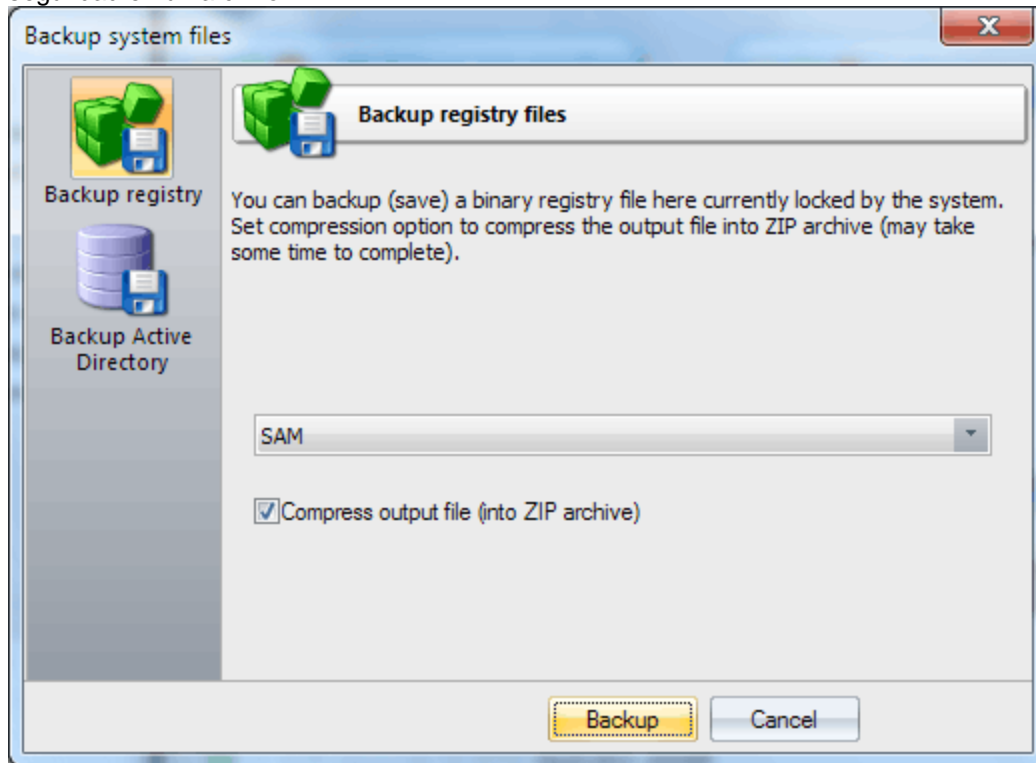 Backup system files
Backup registry files
Backup registry
You can backup (save) a binary registry file here currently locked by the system.
Set compression option to compress the output file into ZIP archive (may take
some time to complete).
Backup Active
Directory
SAM
Compress output file (into ZIP archive)
Backup
Cancel